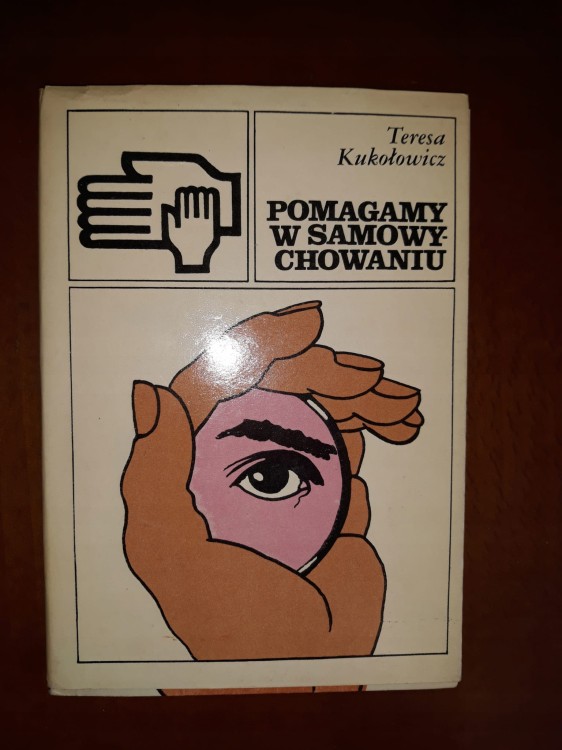 Teresa
Kukołowicz
POMAGAMY
W SAMOWY-
CHOWANIU